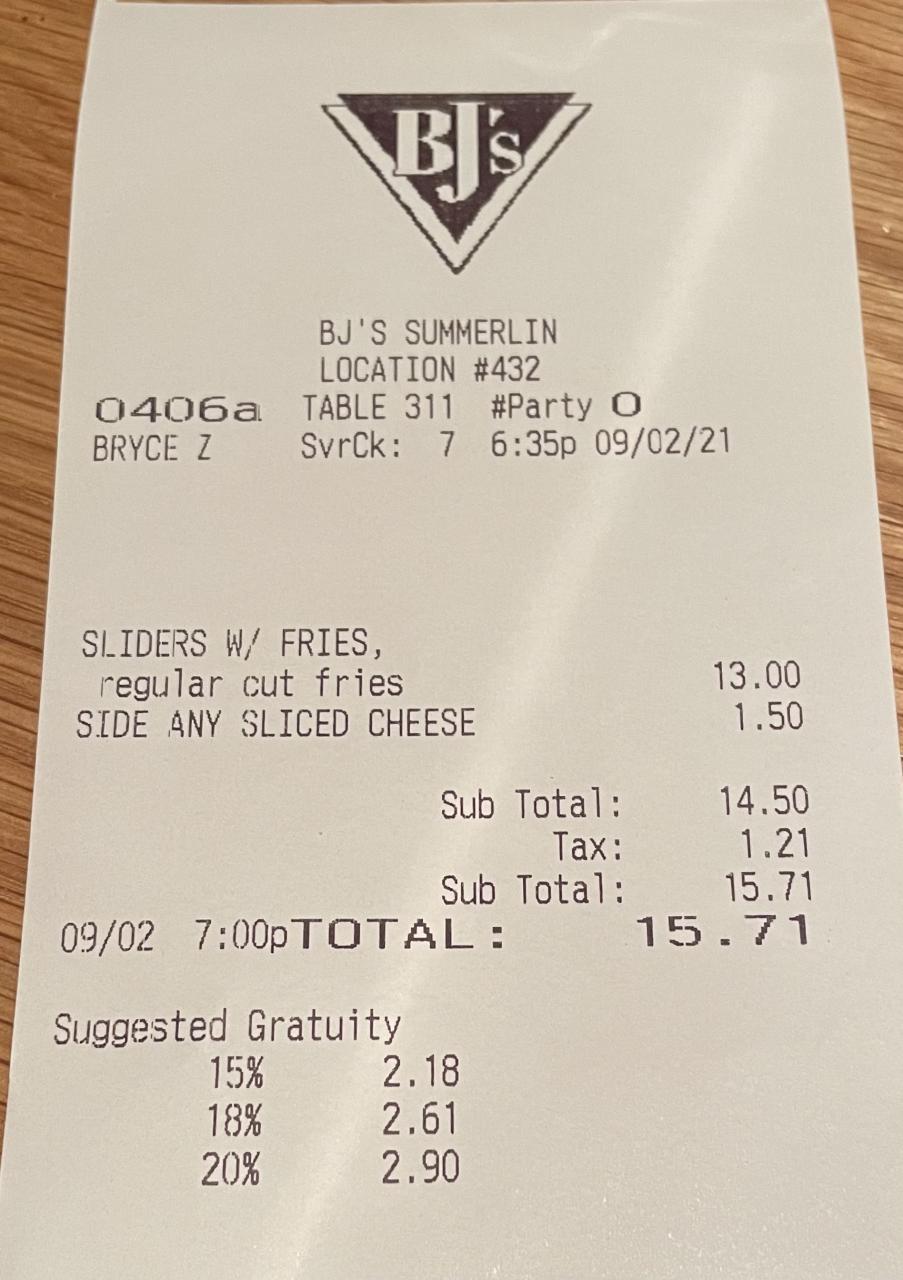 BJ's
BJ'S SUMMERLIN
LOCATION #432
0406a TABLE 311 #Party 0
BRYCE Z SvrCk: 7 6:35p 09/02/21
SLIDERS W/ FRIES,
regular cut fries 13.00
SIDE ANY SLICED CHEESE 1.50
Sub Total: 14.50
Tax: 1.21
Sub Total: 15.71
09/02 7:00pTOTAL: 15.71
Suggested Gratuity
15% 2.18
18% 2.61
20% 2.90